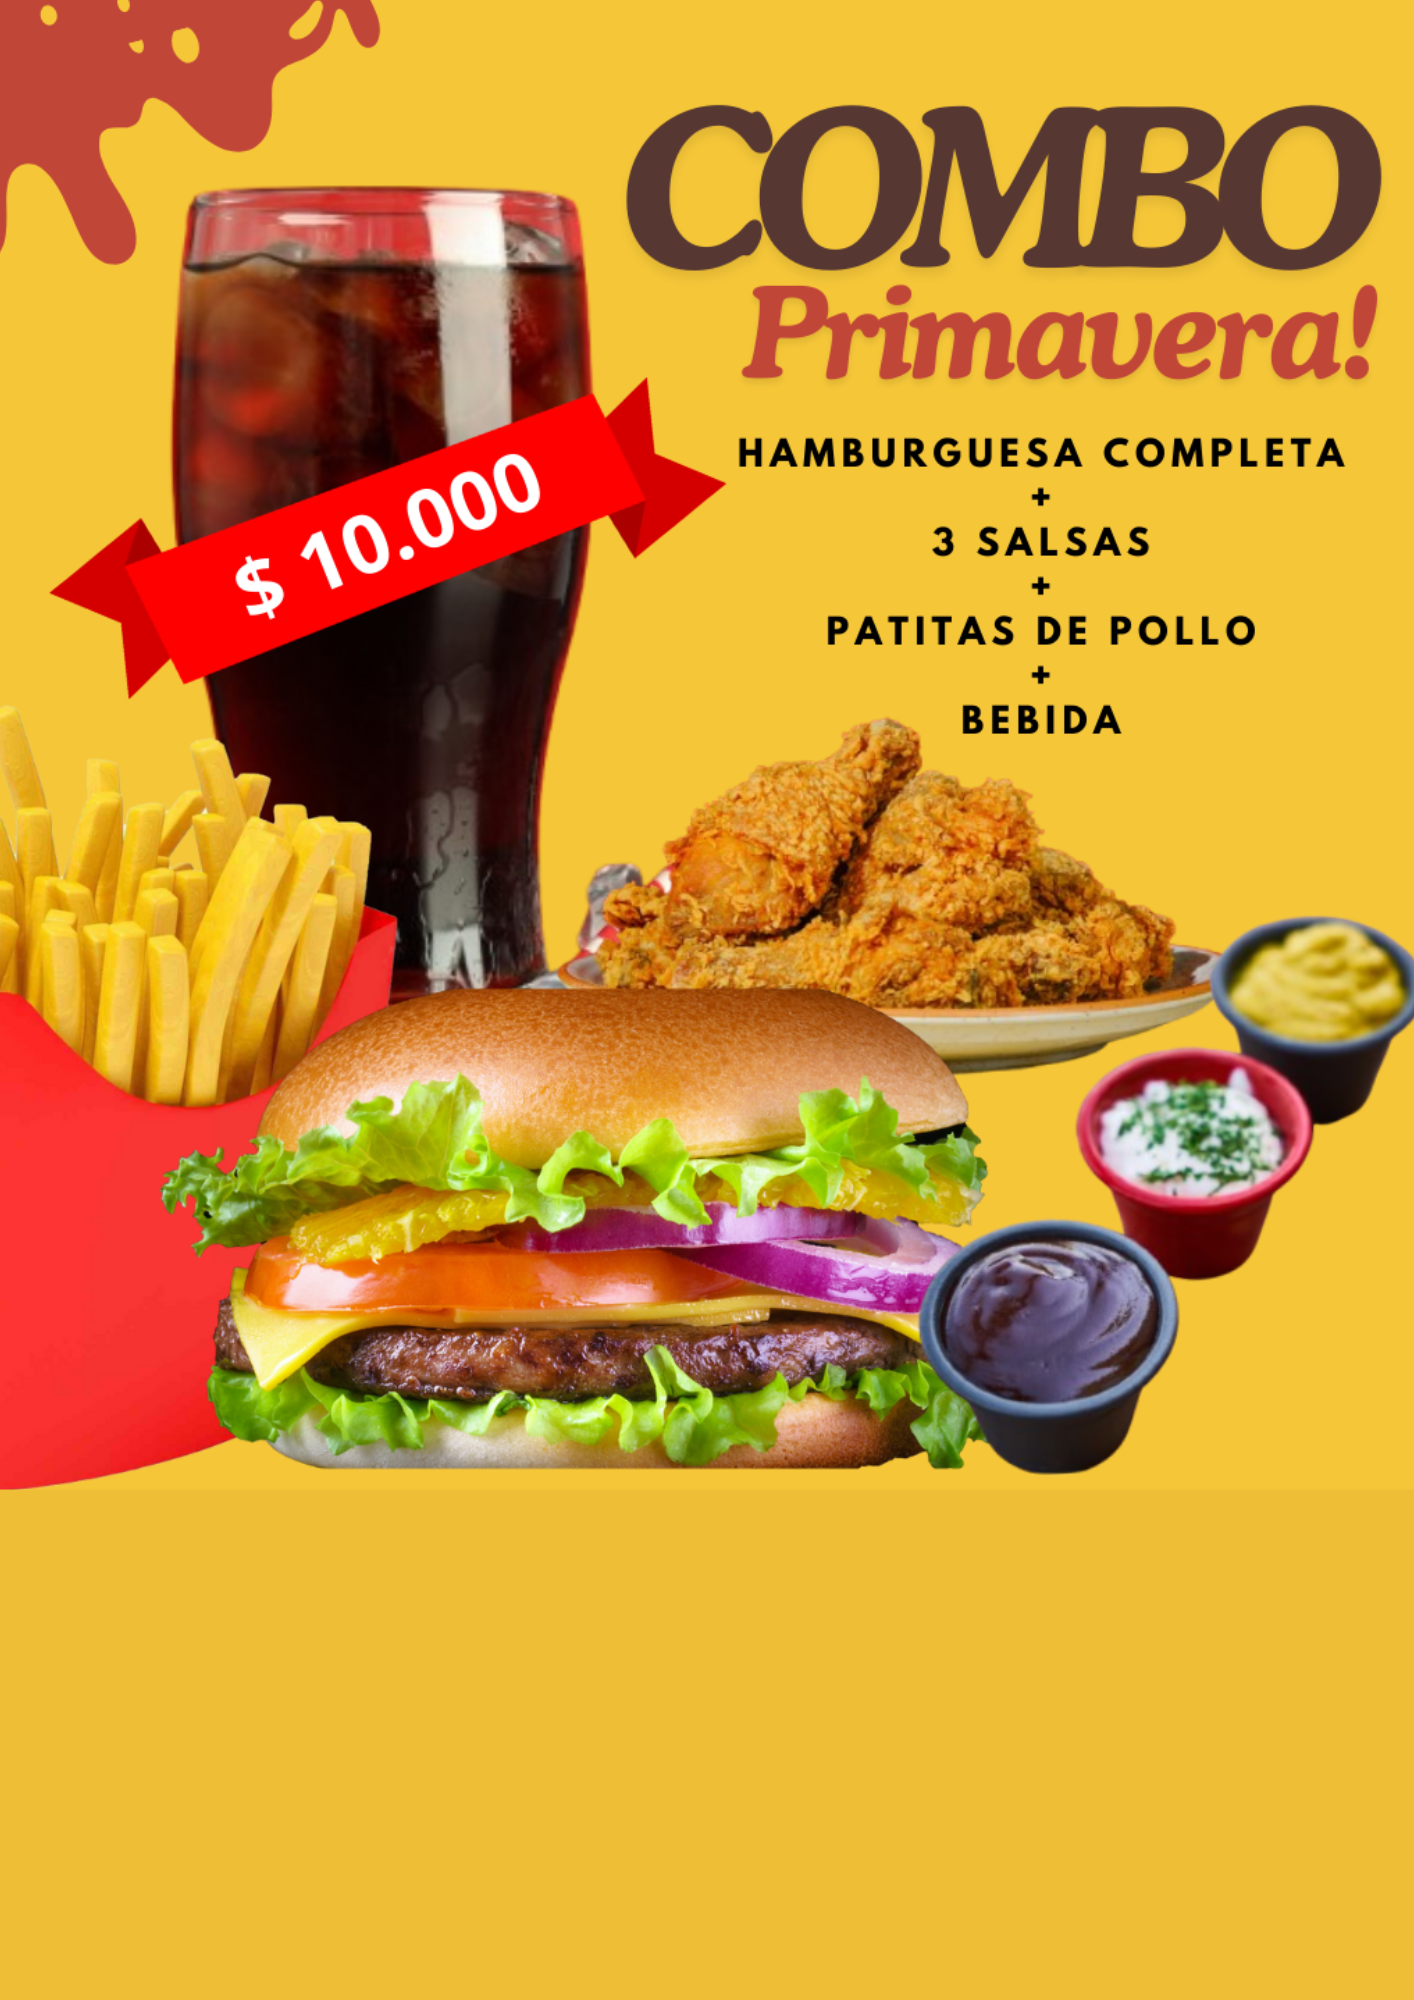 COMBO
Primavera!
$ 10.000
HAMBURGUESA COMPLETA
+
3 SALSAS
+
PATITAS DE POLLO
+
BEBIDA